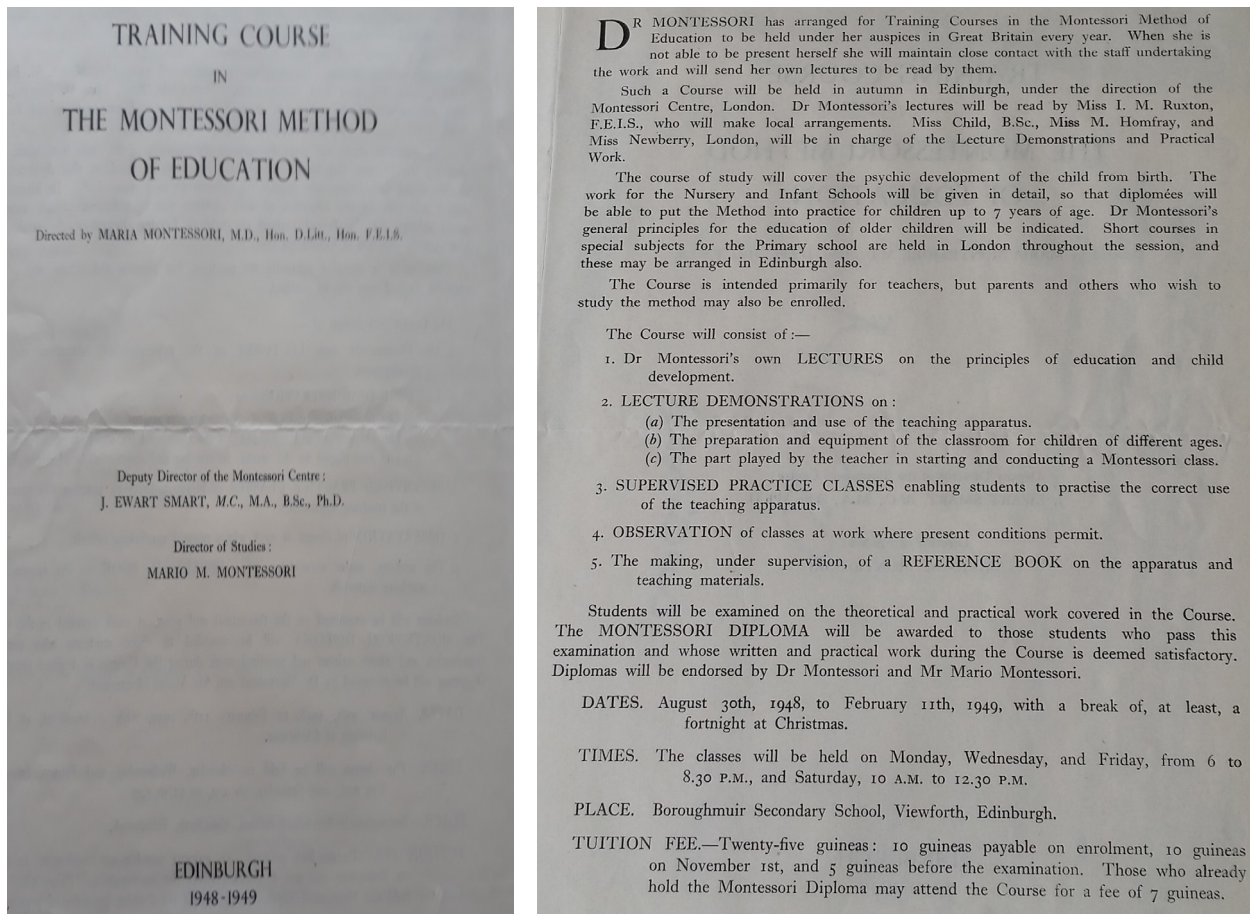 TRAINING COURSE
IN
THE MONTESSORI METHOD
OF EDUCATION
Directed by MARIA MONTESSORI, M.D., Hon. D.Litt., Hon. F.E.I.S.
Deputy Director of the Montessori Centre:
J. EWART SMART, M.C., M.A., B.Sc., Ph.D.
Director of Studies:
MARIO M. MONTESSORI
EDINBURGH
1948-1949
DR MONTESSORI has arranged for Training Courses in the Montessori Method of
Education to be held under her auspices in Great Britain every year. When she is
not able to be present herself she will maintain close contact with the staff undertaking
the work and will send her own lectures to be read by them.
Such a Course will be held in autumn in Edinburgh, under the direction of the
Montessori Centre, London. Dr Montessori's lectures will be read by Miss I. M. Ruxton,
F.E.I.S., who will make local arrangements. Miss Child, B.Sc., Miss M. Homfray, and
Miss Newberry, London, will be in charge of the Lecture Demonstrations and Practical
Work.
The course of study will cover the psychic development of the child from birth. The
work for the Nursery and Infant Schools will be given in detail, so that diplomées will
be able to put the Method into practice for children up to 7 years of age. Dr Montessori's
general principles for the education of older children will be indicated. Short courses in
special subjects for the Primary school are held in London throughout the session, and
these may be arranged in Edinburgh also.
The Course is intended primarily for teachers, but parents and others who wish to
study the method may also be enrolled.
The Course will consist of:—
1. Dr Montessori's own LECTURES on the principles of education and child
development.
2. LECTURE DEMONSTRATIONS on:
(a) The presentation and use of the teaching apparatus.
(b) The preparation and equipment of the classroom for children of different ages.
(c) The part played by the teacher in starting and conducting a Montessori class.
3. SUPERVISED PRACTICE CLASSES enabling students to practise the correct use
of the teaching apparatus.
4. OBSERVATION of classes at work where present conditions permit.
5. The making, under supervision, of a REFERENCE BOOK on the apparatus and
teaching materials.
Students will be examined on the theoretical and practical work covered in the Course.
The MONTESSORI DIPLOMA will be awarded to those students who pass this
examination and whose written and practical work during the Course is deemed satisfactory.
Diplomas will be endorsed by Dr Montessori and Mr Mario Montessori.
DATES. August 30th, 1948, to February 11th, 1949, with a break of, at least, a
fortnight at Christmas.
TIMES. The classes will be held on Monday, Wednesday, and Friday, from 6 to
8.30 P.M., and Saturday, 10 A.M. to 12.30 P.M.
PLACE. Boroughmuir Secondary School, Viewforth, Edinburgh.
TUITION FEE.—Twenty-five guineas: 10 guineas payable on enrolment, 10 guineas
on November 1st, and 5 guineas before the examination. Those who already
hold the Montessori Diploma may attend the Course for a fee of 7 guineas.